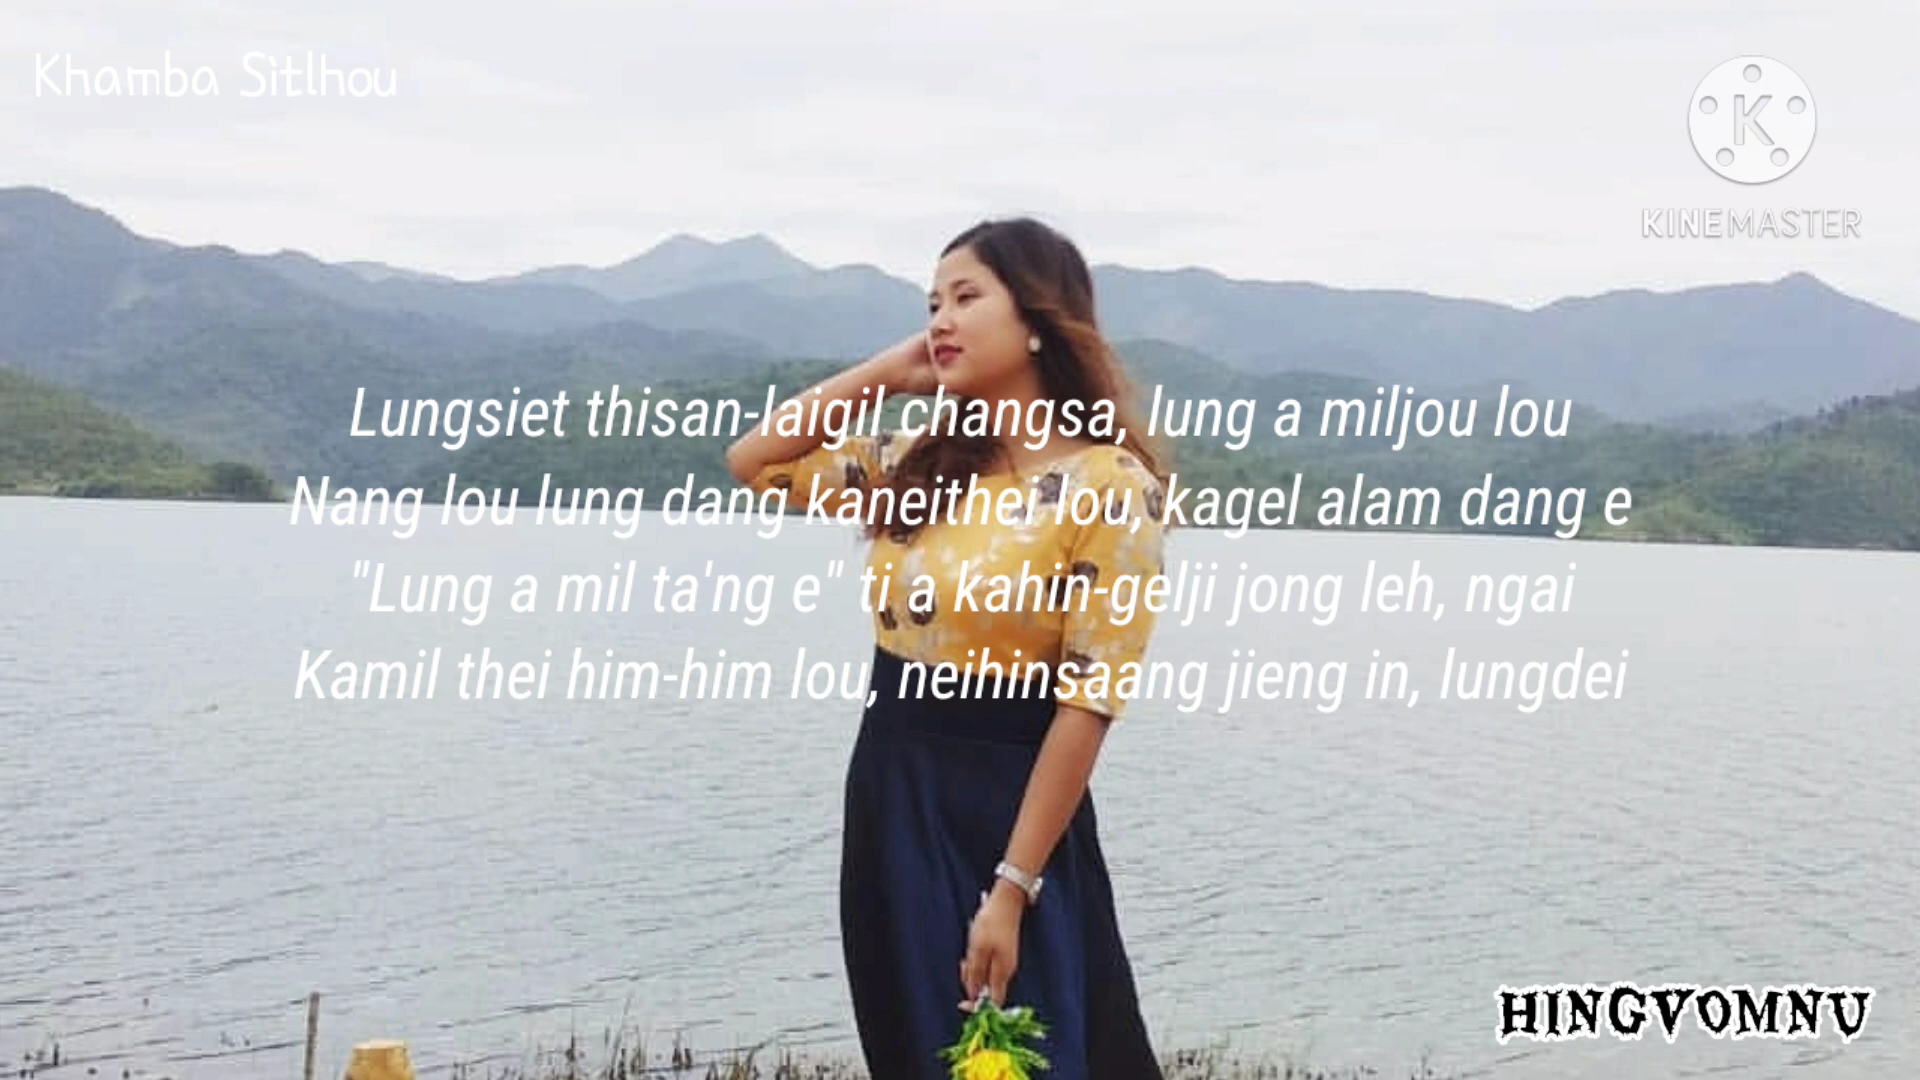 Khamba Sitlhou
K
KINEMASTER
Lungsiet thisan-laigil changsa, lung a miljou lou
Nang lou lung dang kaneithei lou, kagel alam dang e
"Lung a mil ta'ng e" ti a kahin-gelji jong leh, ngai
Kamil thei him-him lou, neihinsaang jieng in, lungdei
HINGVOMNU